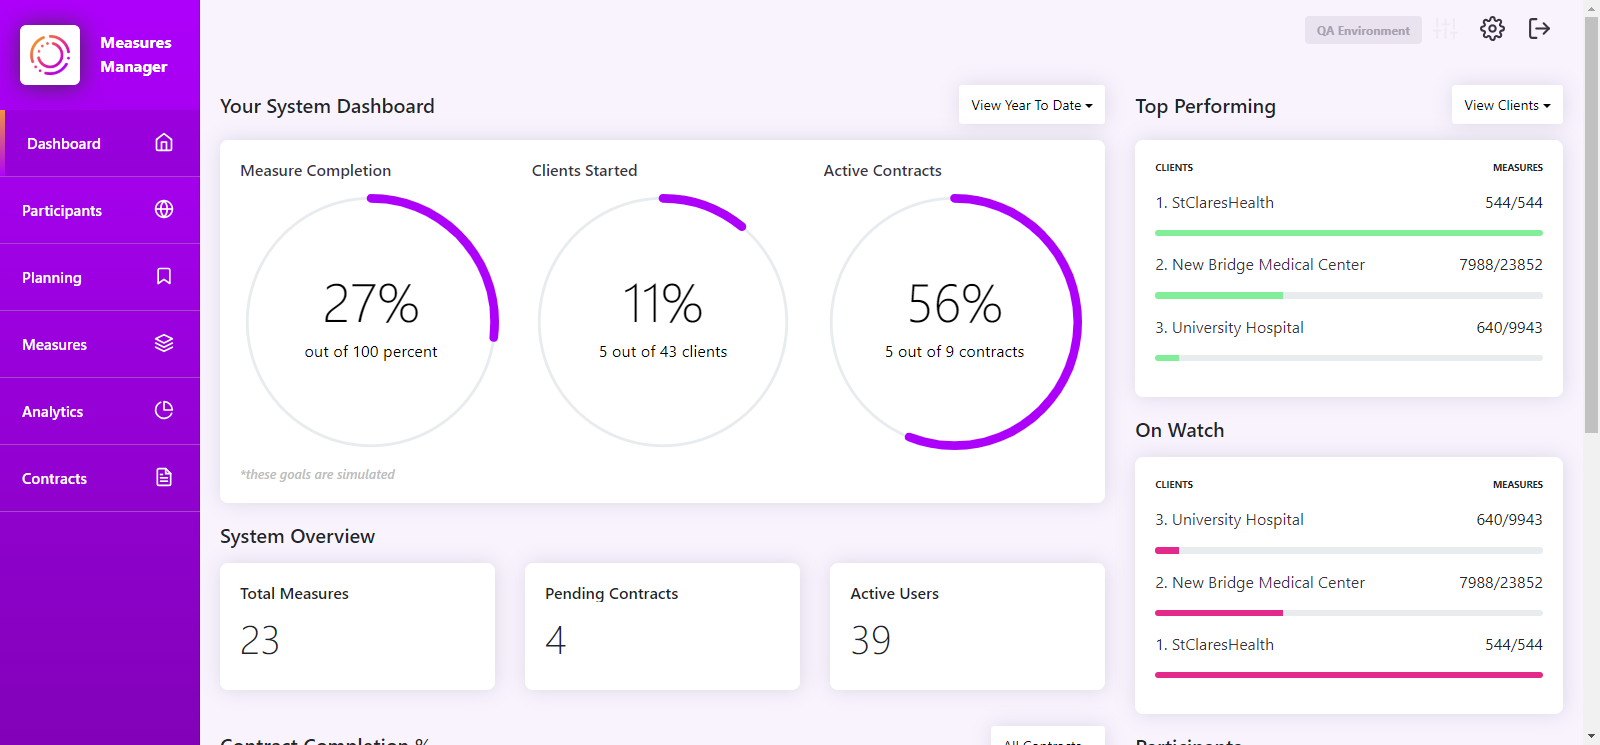 Measures
Manager
Dashboard
Participants
Planning
Measures
Analytics
Contracts
QA Environment
Your System Dashboard
View Year To Date
Measure Completion
27%
out of 100 percent
Clients Started
11%
5 out of 43 clients
Active Contracts
56%
5 out of 9 contracts
*these goals are simulated
System Overview
Total Measures
23
Pending Contracts
4
Active Users
39
Contract Completion %
All Contracts
Top Performing
View Clients
CLIENTS MEASURES
1. StClaresHealth 544/544
2. New Bridge Medical Center 7988/23852
3. University Hospital 640/9943
On Watch
CLIENTS MEASURES
3. University Hospital 640/9943
2. New Bridge Medical Center 7988/23852
1. StClaresHealth 544/544
Participants